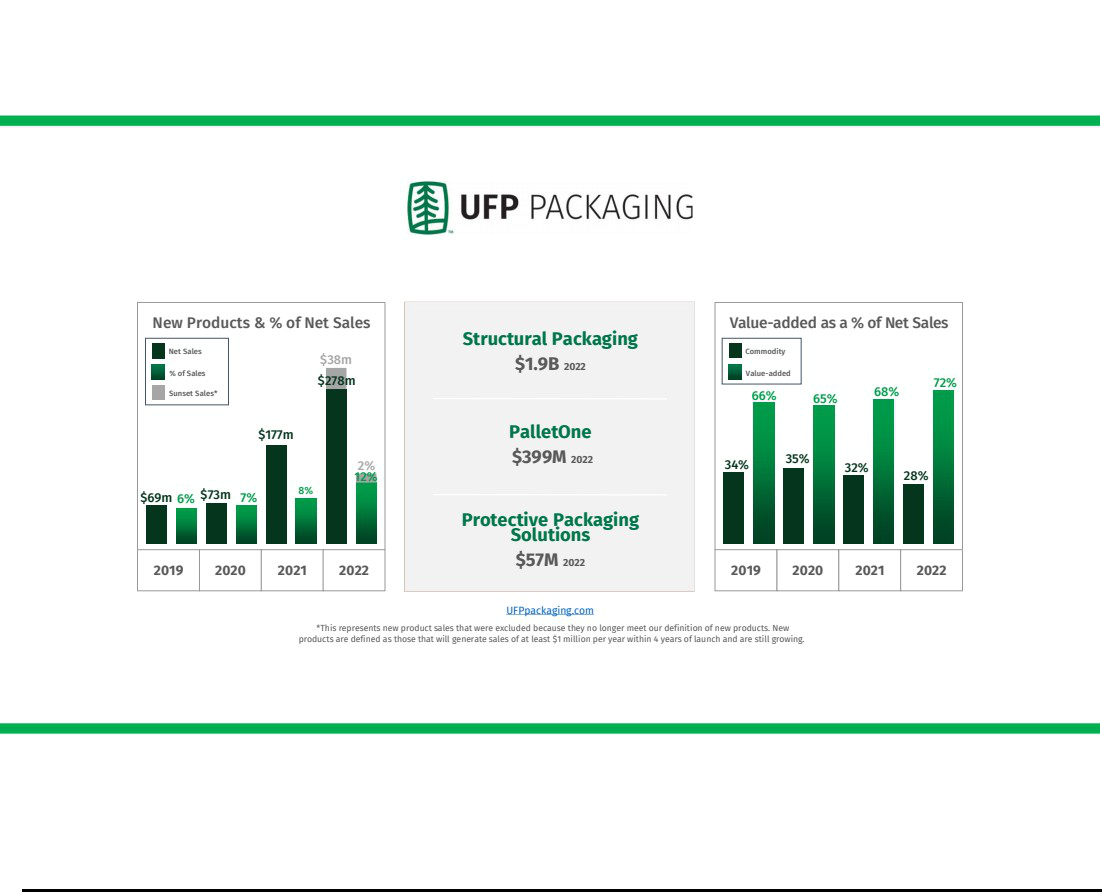 UFP PACKAGING
New Products & % of Net Sales
Net Sales
% of Sales
Sunset Sales*
$38m
$278m
$177m
2%
12%
$69m 6% $73m 7% 8%
2019 2020 2021 2022
Structural Packaging
$1.9B 2022
PalletOne
$399M 2022
Protective Packaging
Solutions
$57M 2022
Value-added as a % of Net Sales
Commodity
Value-added
66% 65% 68% 72%
34% 35% 32% 28%
2019 2020 2021 2022
UFPpackaging.com
*This represents new product sales that were excluded because they no longer meet our definition of new products. New
products are defined as those that will generate sales of at least $1 million per year within 4 years of launch and are still growing.